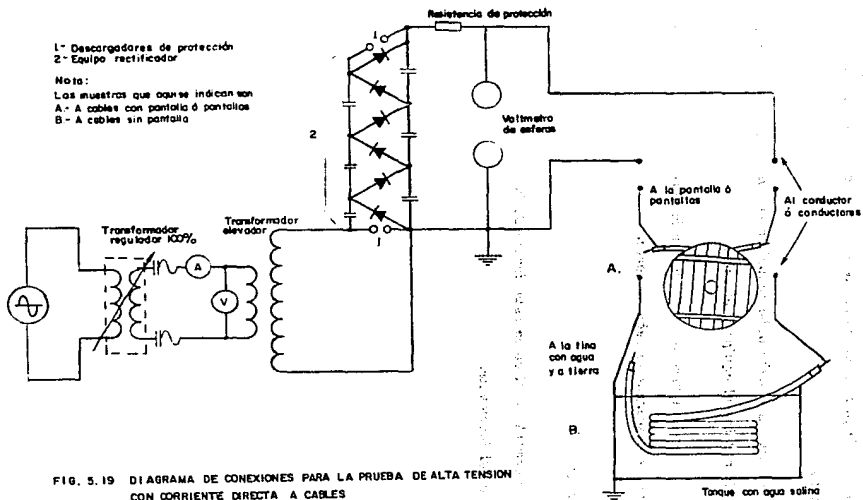 Resistencia de protección
1- Descargadores de protección
2- Equipo rectificador
Nota:
Las muestras que aqui se indican son
A.- A cables con pantalla ó pantallas
B - A cables sin pantalla
1
2
Voltmetro
de esferas
1
A la pantalla ó
pantallas
Al conductor
ó conductores
Transformador
regulador 100%
Transformador
elevador
A
V
A.
A la tina
con agua
y a tierra
B.
Tanque con agua salina
FIG. 5.19 DIAGRAMA DE CONEXIONES PARA LA PRUEBA DE ALTA TENSION
CON CORRIENTE DIRECTA A CABLES